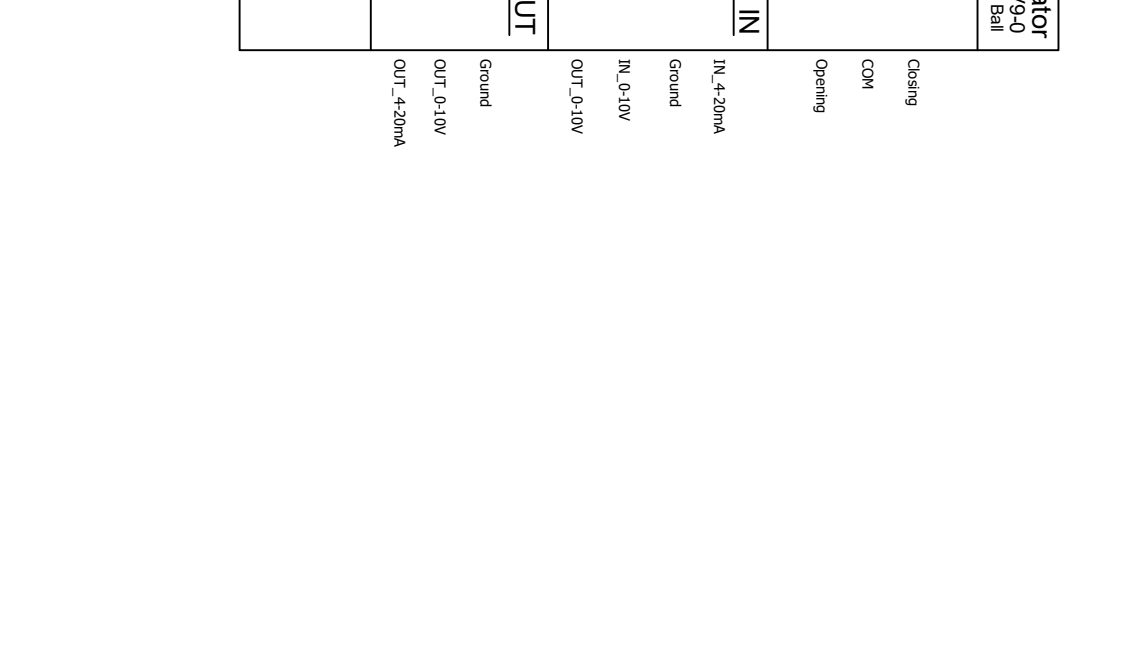 ator
9-0
Ball
Closing
COM
Opening
IN
IN_4-20mA
Ground
IN_0-10V
OUT_0-10V
UT
Ground
OUT_0-10V
OUT_4-20mA